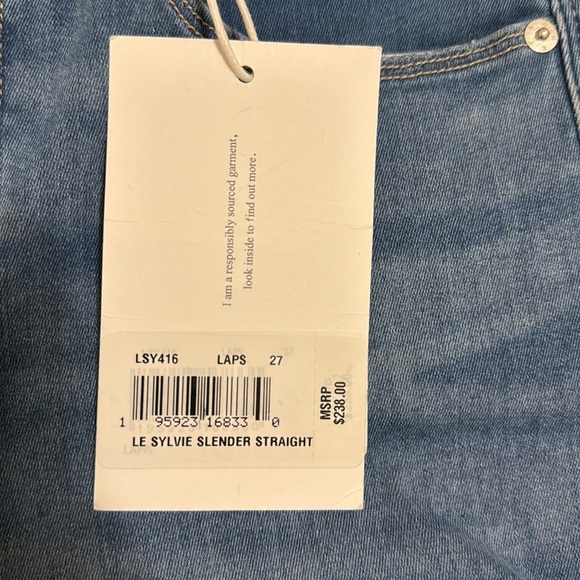 I am a responsibly sourced garment,
look inside to find out more.
LSY416 LAPS 27
1 95923 16833 0
LE SYLVIE SLENDER STRAIGHT
MSRP
$238.00